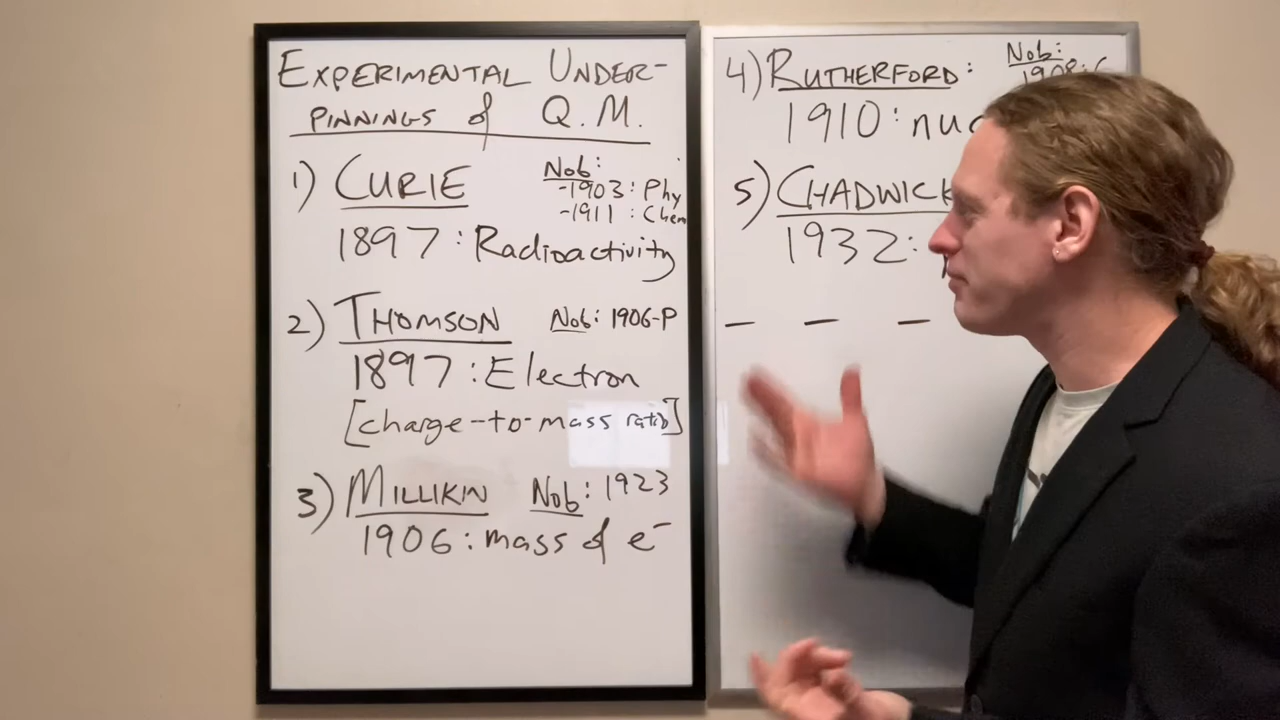 EXPERIMENTAL UNDER-
PINNINGS of Q.M.
1) CURIE
Nob:
-1903: Phy
-1911: Chem
1897: Radioactivity
2) THOMSON Nob: 1906-P
1897: Electron
[charge-to-mass ratio]
3) MILLIKIN Nob: 1923
1906: mass of e⁻
4) RUTHERFORD:
Nob:
1908:
1910:
5) CHADWICK
1932: